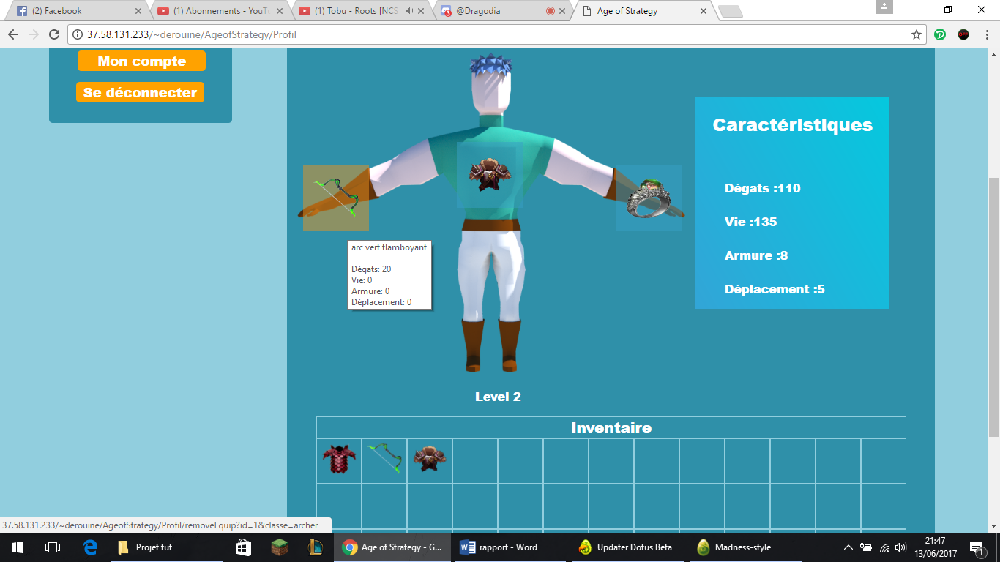 (2) Facebook
(1) Abonnements - YouTu
(1) Tobu - Roots [NCS
3
@Dragodia
Age of Strategy
37.58.131.233/~derouine/AgeofStrategy/Profil
OFF
Mon compte
Se déconnecter
Caractéristiques
Dégats :110
Vie :135
Armure :8
Déplacement :5
arc vert flamboyant
Dégats: 20
Vie: 0
Armure: 0
Déplacement: 0
Level 2
Inventaire
37.58.131.233/~derouine/AgeofStrategy/Profil/removeEquip?id=1&classe=archer
Projet tut
Age of Strategy - G...
rapport - Word
Updater Dofus Beta
Madness-style
21:47
13/06/2017
1